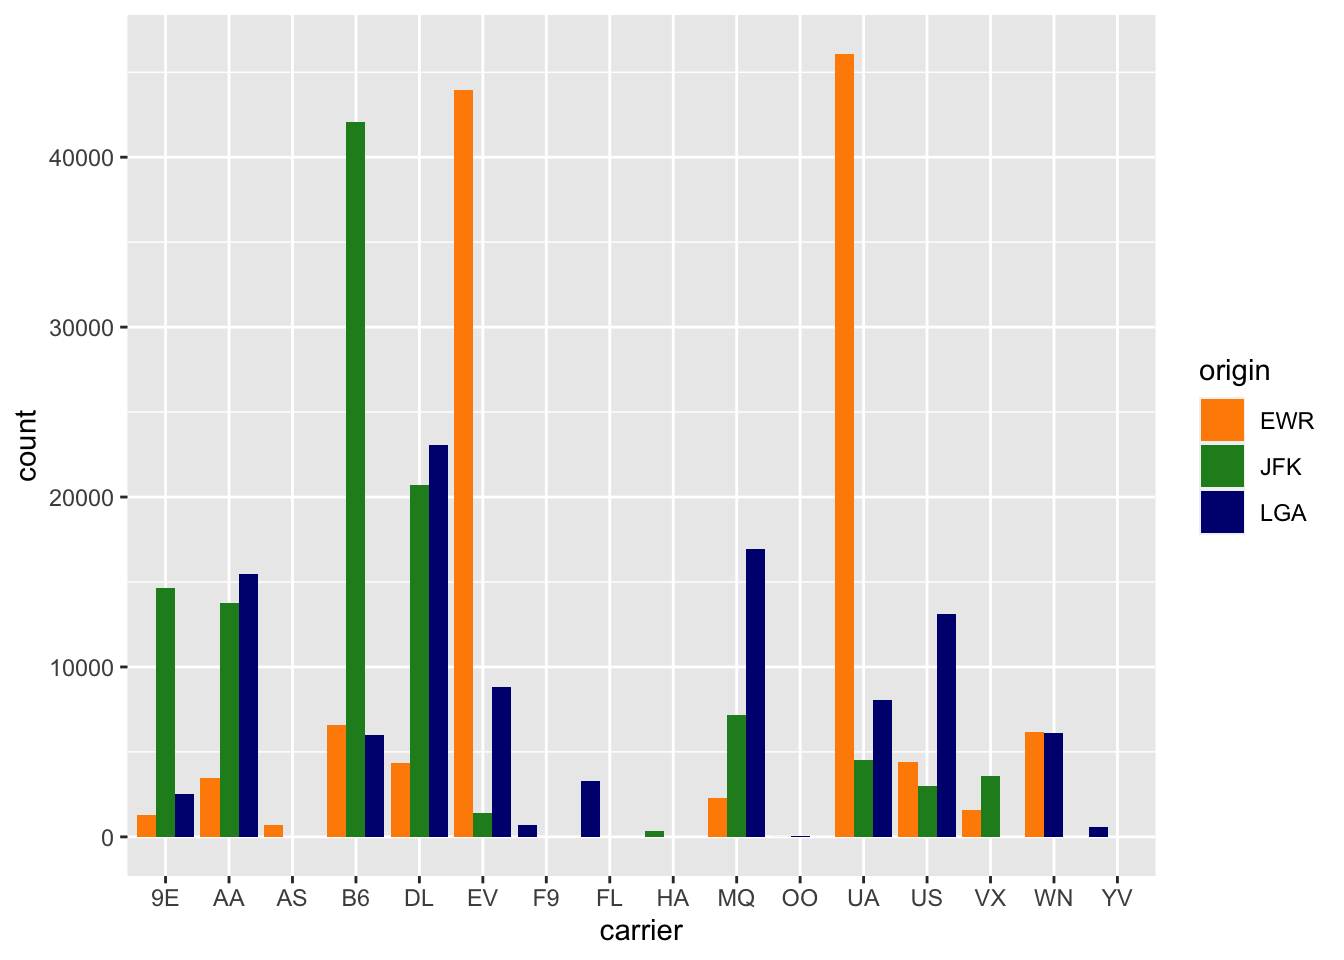 count
40000
30000
20000
10000
0
9E AA AS B6 DL EV F9 FL HA MQ OO UA US VX WN YV
carrier
origin
EWR
JFK
LGA